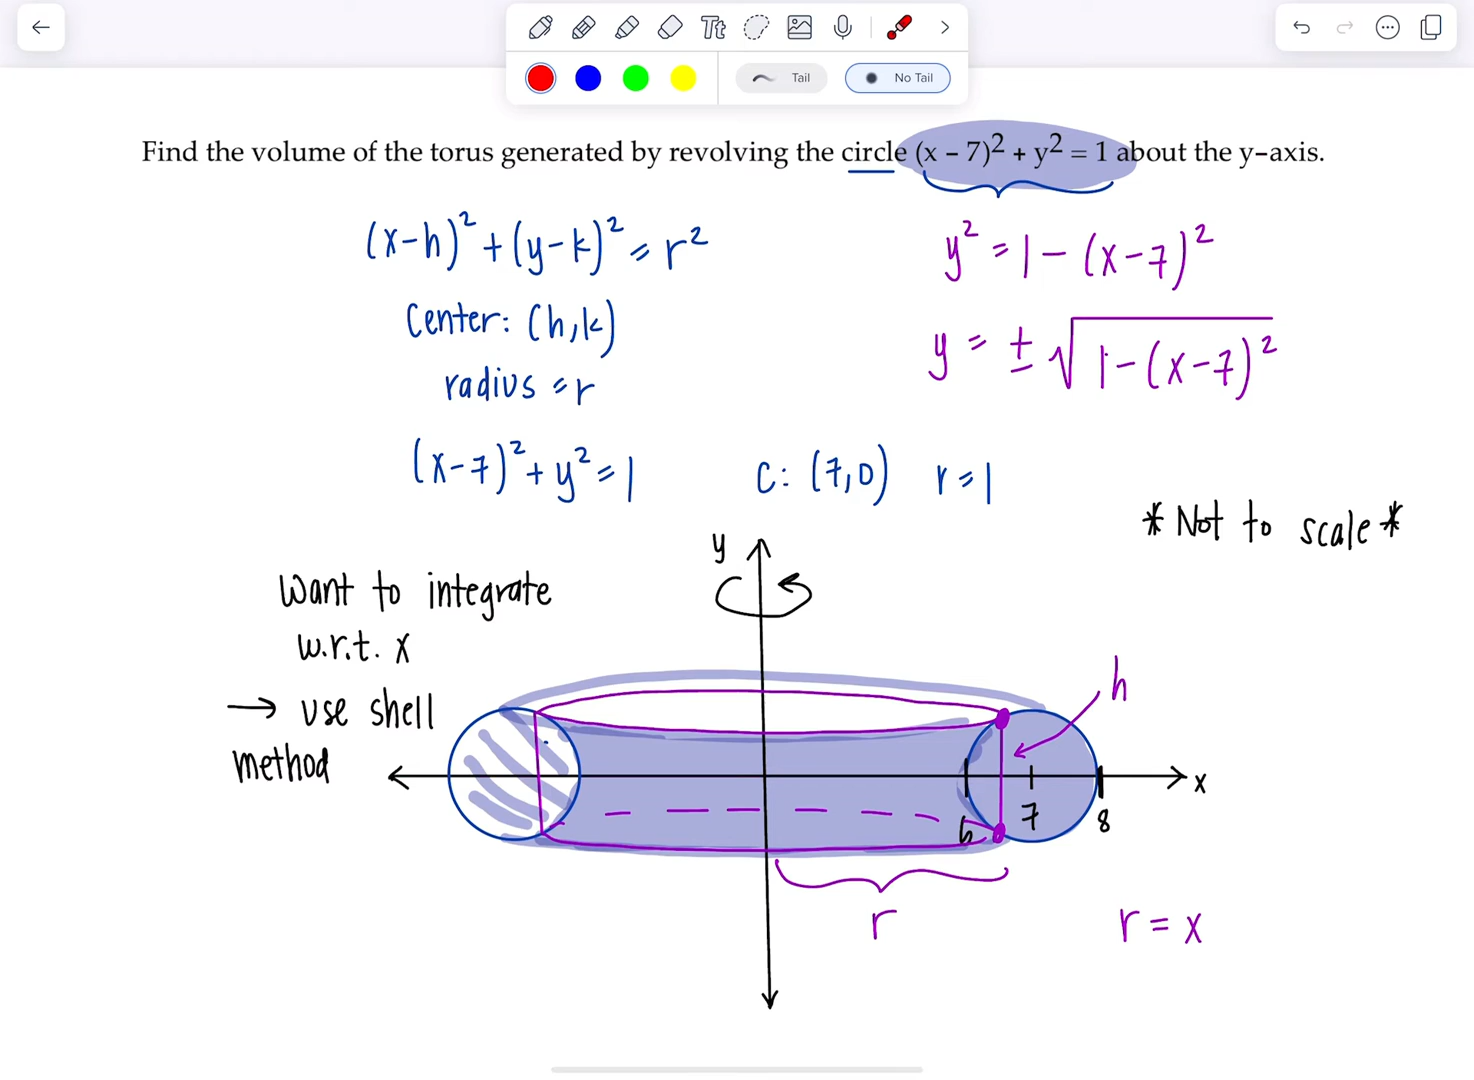 Tt
Tail
No Tail
Find the volume of the torus generated by revolving the circle (x − 7)² + y² = 1 about the y-axis.
(x-h)² + (y-k)² = r²
Center: (h,k)
radius = r
(x-7)² + y² = 1
y² = 1 - (x-7)²
y = ± √(1-(x-7)²)
C: (7,0) r = 1
* Not to scale *
Want to integrate
w.r.t. x
→ use shell
method
y
h
x
6
7
8
r
r = x